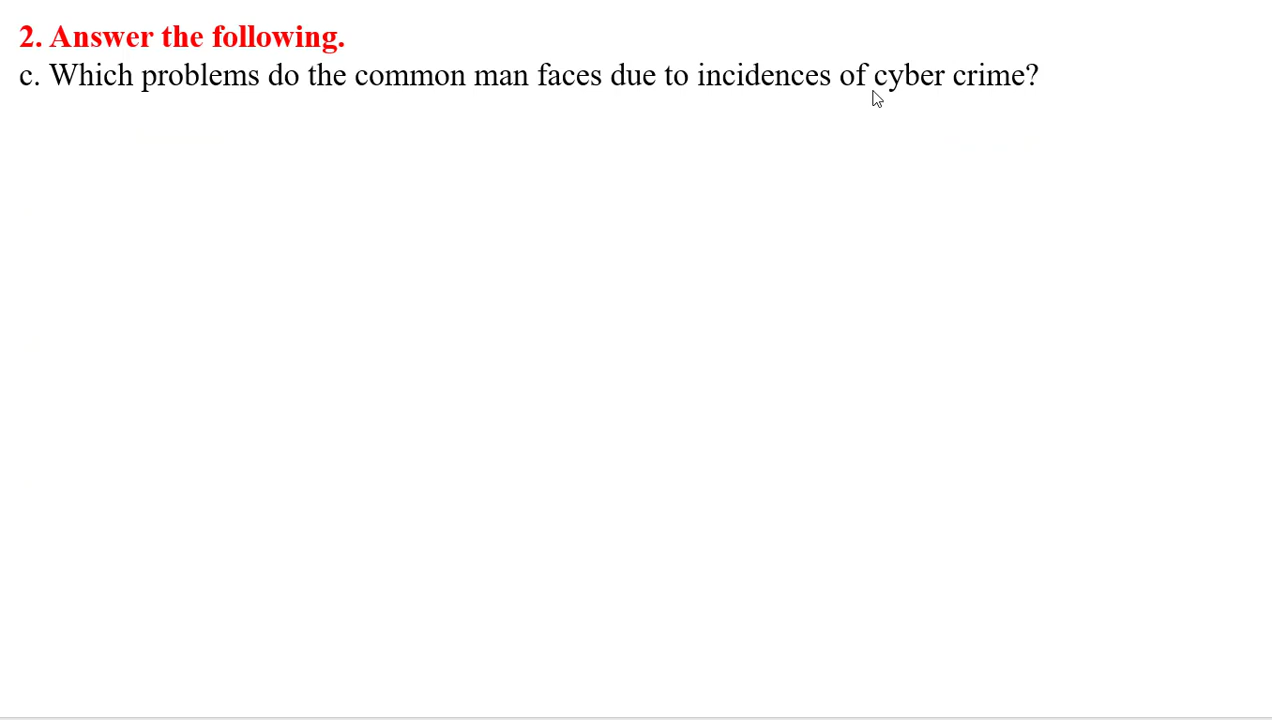 2. Answer the following.
c. Which problems do the common man faces due to incidences of cyber crime?